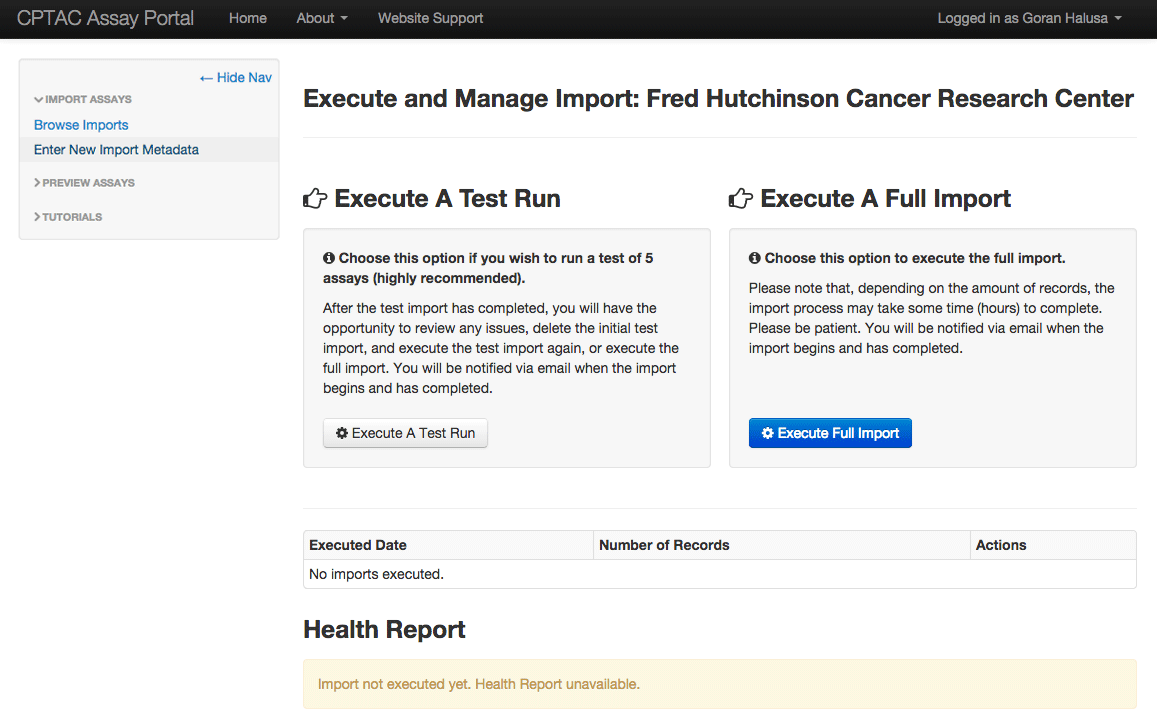 CPTAC Assay Portal Home About Website Support Logged in as Goran Halusa
← Hide Nav
IMPORT ASSAYS
Browse Imports
Enter New Import Metadata
PREVIEW ASSAYS
TUTORIALS
Execute and Manage Import: Fred Hutchinson Cancer Research Center
Execute A Test Run
Choose this option if you wish to run a test of 5
assays (highly recommended).
After the test import has completed, you will have the
opportunity to review any issues, delete the initial test
import, and execute the test import again, or execute the
full import. You will be notified via email when the import
begins and has completed.
Execute A Test Run
Execute A Full Import
Choose this option to execute the full import.
Please note that, depending on the amount of records, the
import process may take some time (hours) to complete.
Please be patient. You will be notified via email when the
import begins and has completed.
Execute Full Import
Executed Date Number of Records Actions
No imports executed.
Health Report
Import not executed yet. Health Report unavailable.